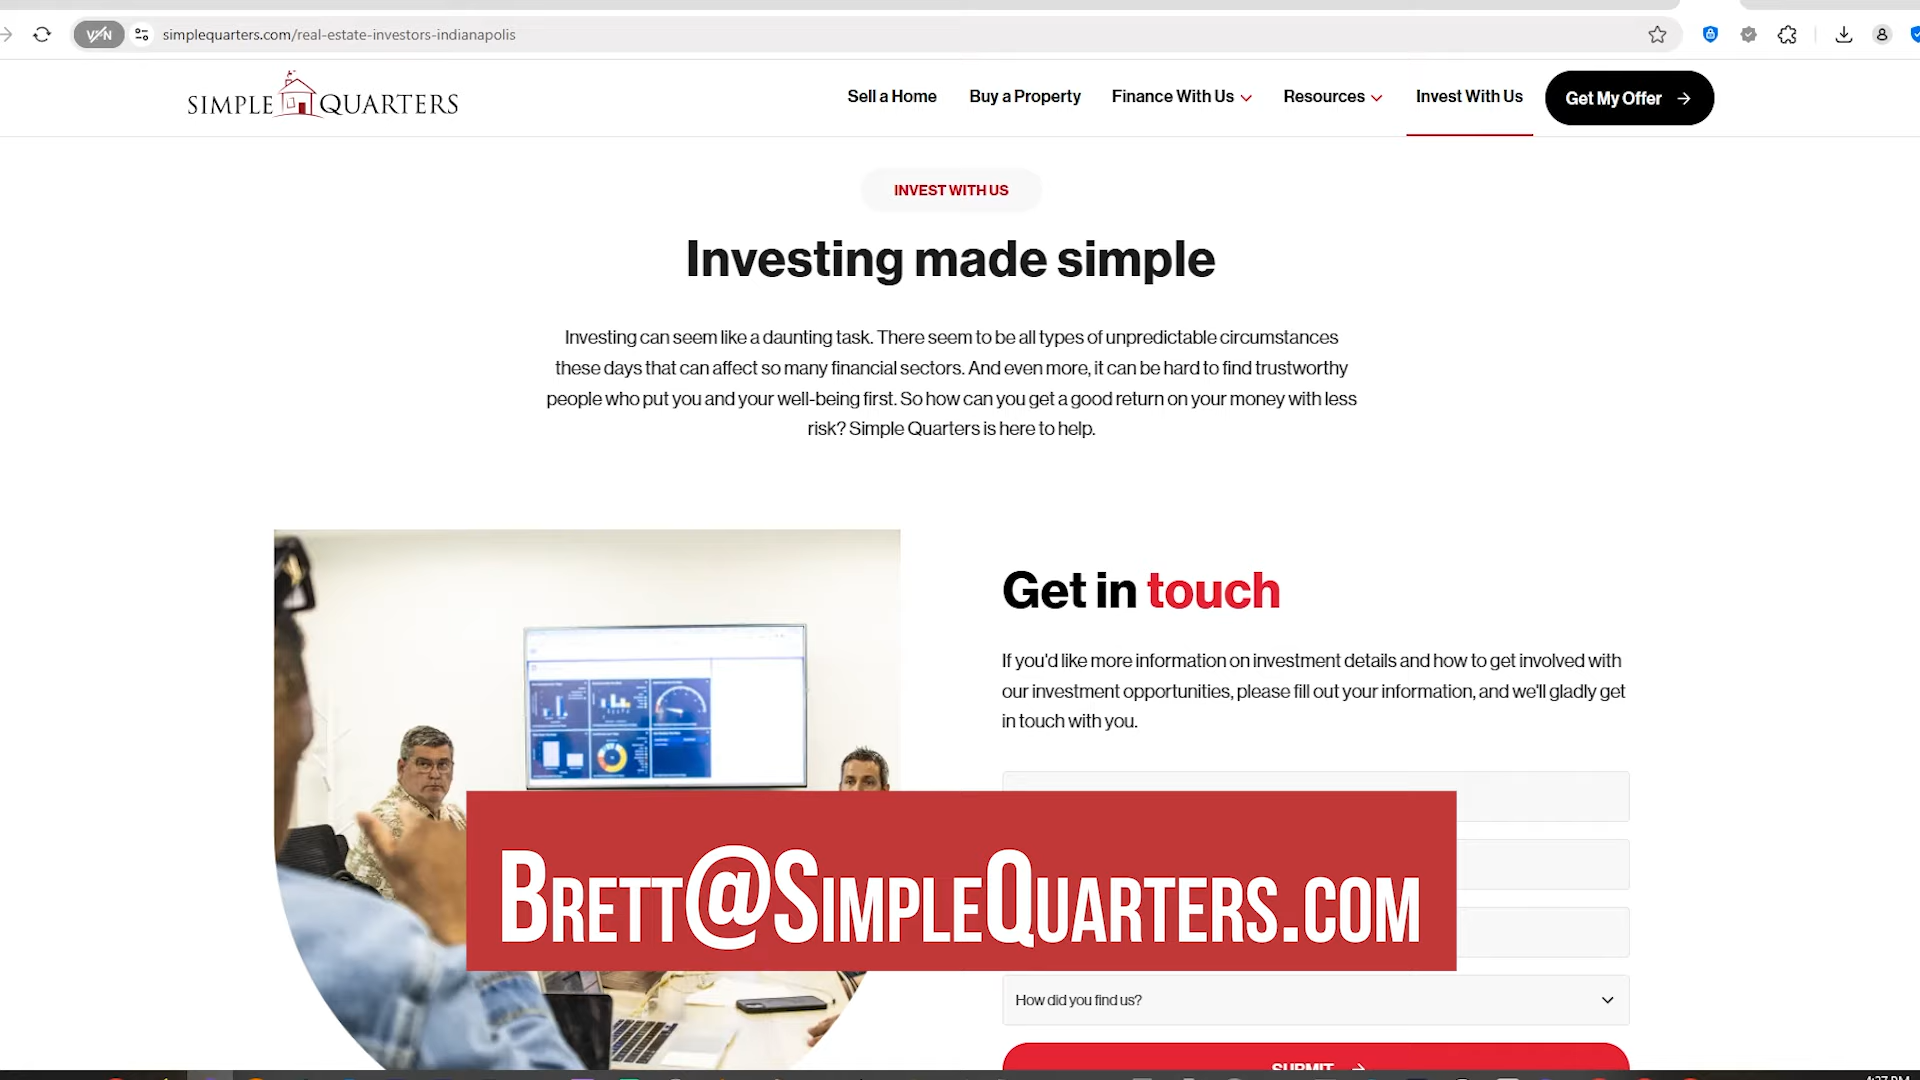 VPN
simplequarters.com/real-estate-investors-indianapolis
SIMPLE QUARTERS
Sell a Home
Buy a Property
Finance With Us
Resources
Invest With Us
Get My Offer
INVEST WITH US
Investing made simple
Investing can seem like a daunting task. There seem to be all types of unpredictable circumstances
these days that can affect so many financial sectors. And even more, it can be hard to find trustworthy
people who put you and your well-being first. So how can you get a good return on your money with less
risk? Simple Quarters is here to help.
Get in touch
If you'd like more information on investment details and how to get involved with
our investment opportunities, please fill out your information, and we'll gladly get
in touch with you.
Brett@SimpleQuarters.com
How did you find us?
SUBMIT